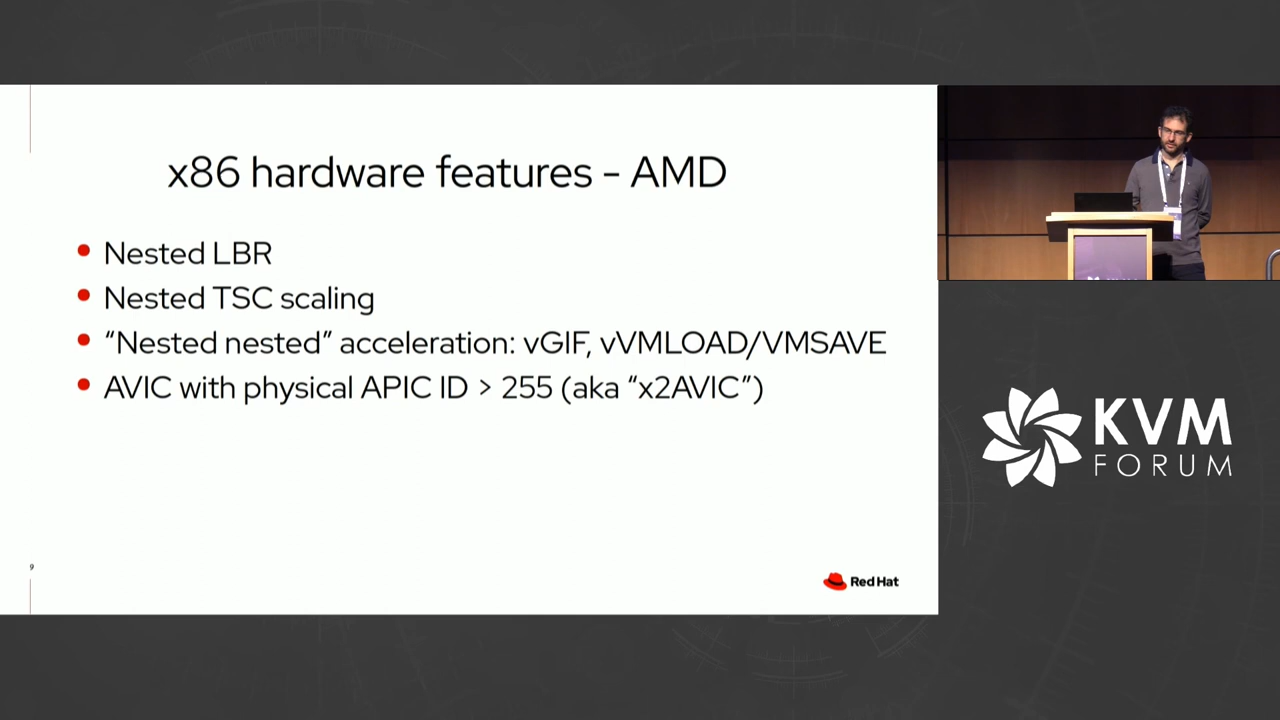 x86 hardware features - AMD
Nested LBR
Nested TSC scaling
“Nested nested” acceleration: vGIF, vVMLOAD/VMSAVE
AVIC with physical APIC ID > 255 (aka “x2AVIC”)
9
Red Hat
KVM
FORUM